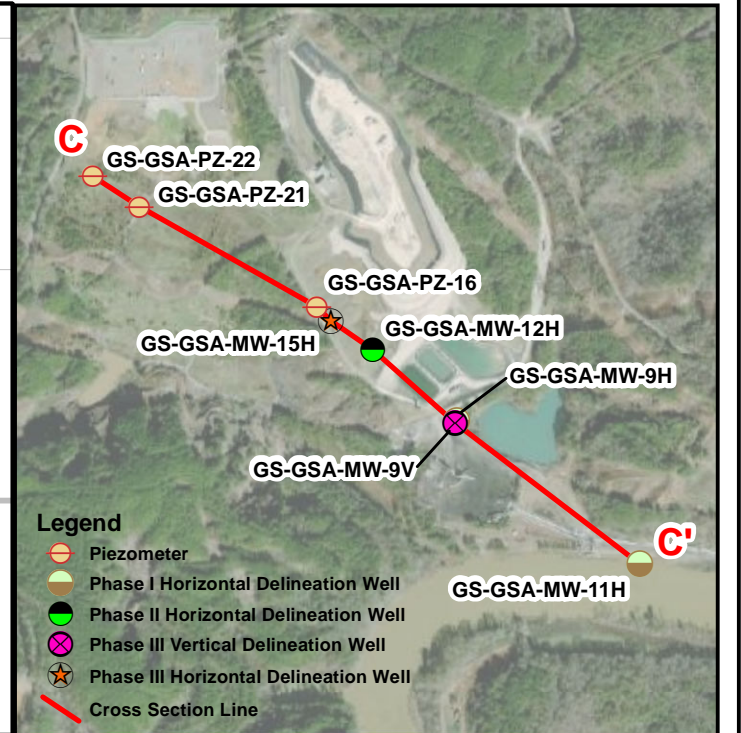 C
GS-GSA-PZ-22
GS-GSA-PZ-21
GS-GSA-PZ-16
GS-GSA-MW-12H
GS-GSA-MW-15H
GS-GSA-MW-9H
GS-GSA-MW-9V
C'
GS-GSA-MW-11H
Legend
Piezometer
Phase I Horizontal Delineation Well
Phase II Horizontal Delineation Well
Phase III Vertical Delineation Well
Phase III Horizontal Delineation Well
Cross Section Line